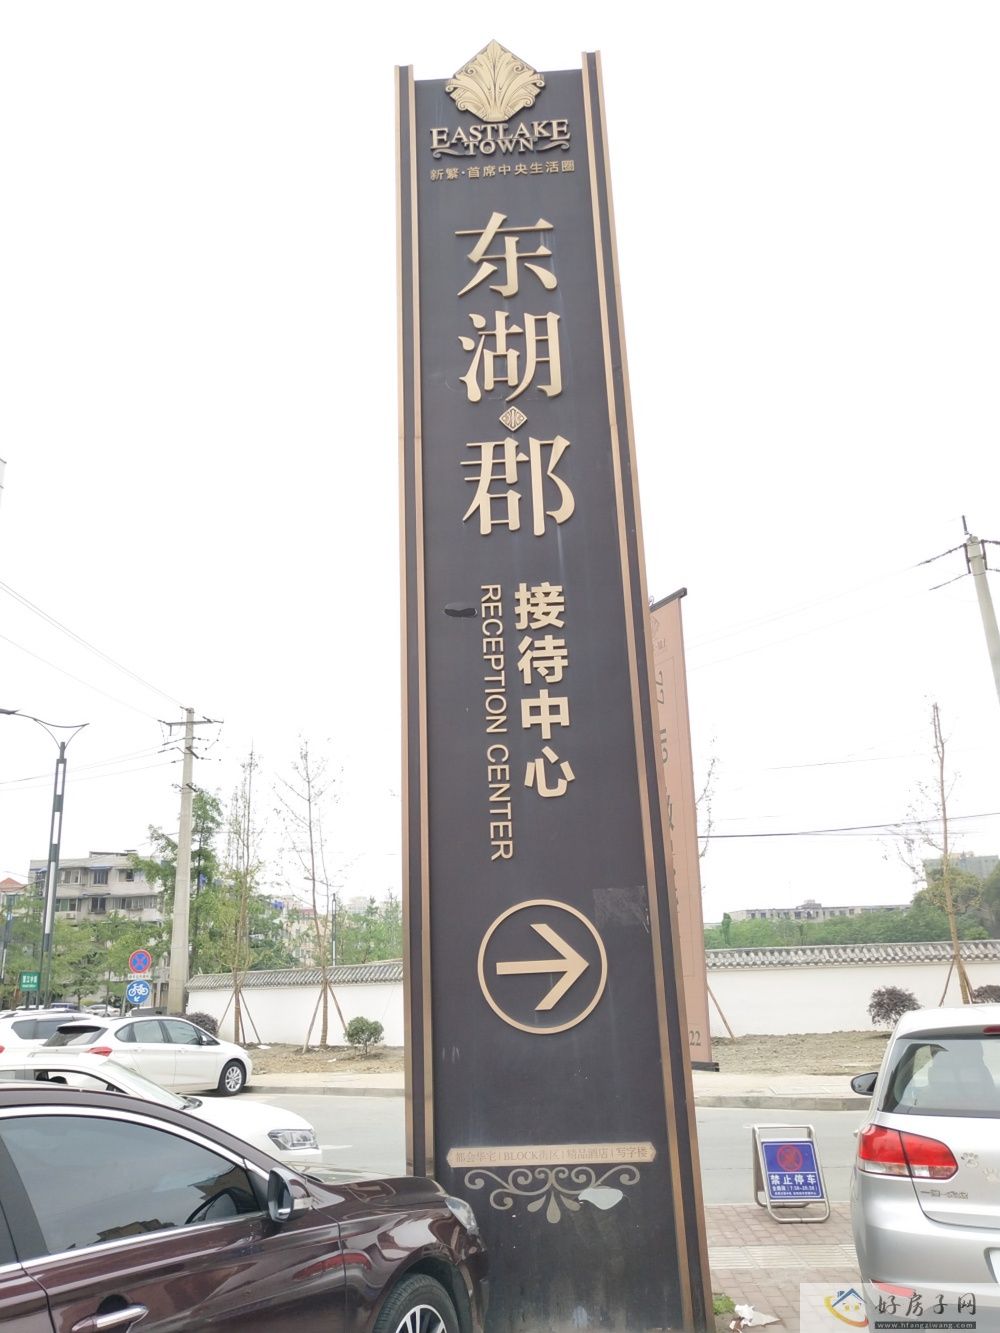 EASTLAKE
TOWN
新繁·首席中央生活圈
东湖郡
接待中心
RECEPTION CENTER
都会华宅|BLOCK街区|精品酒店|写字楼
禁止停车
22
好房子网
www.hfangziwang.com